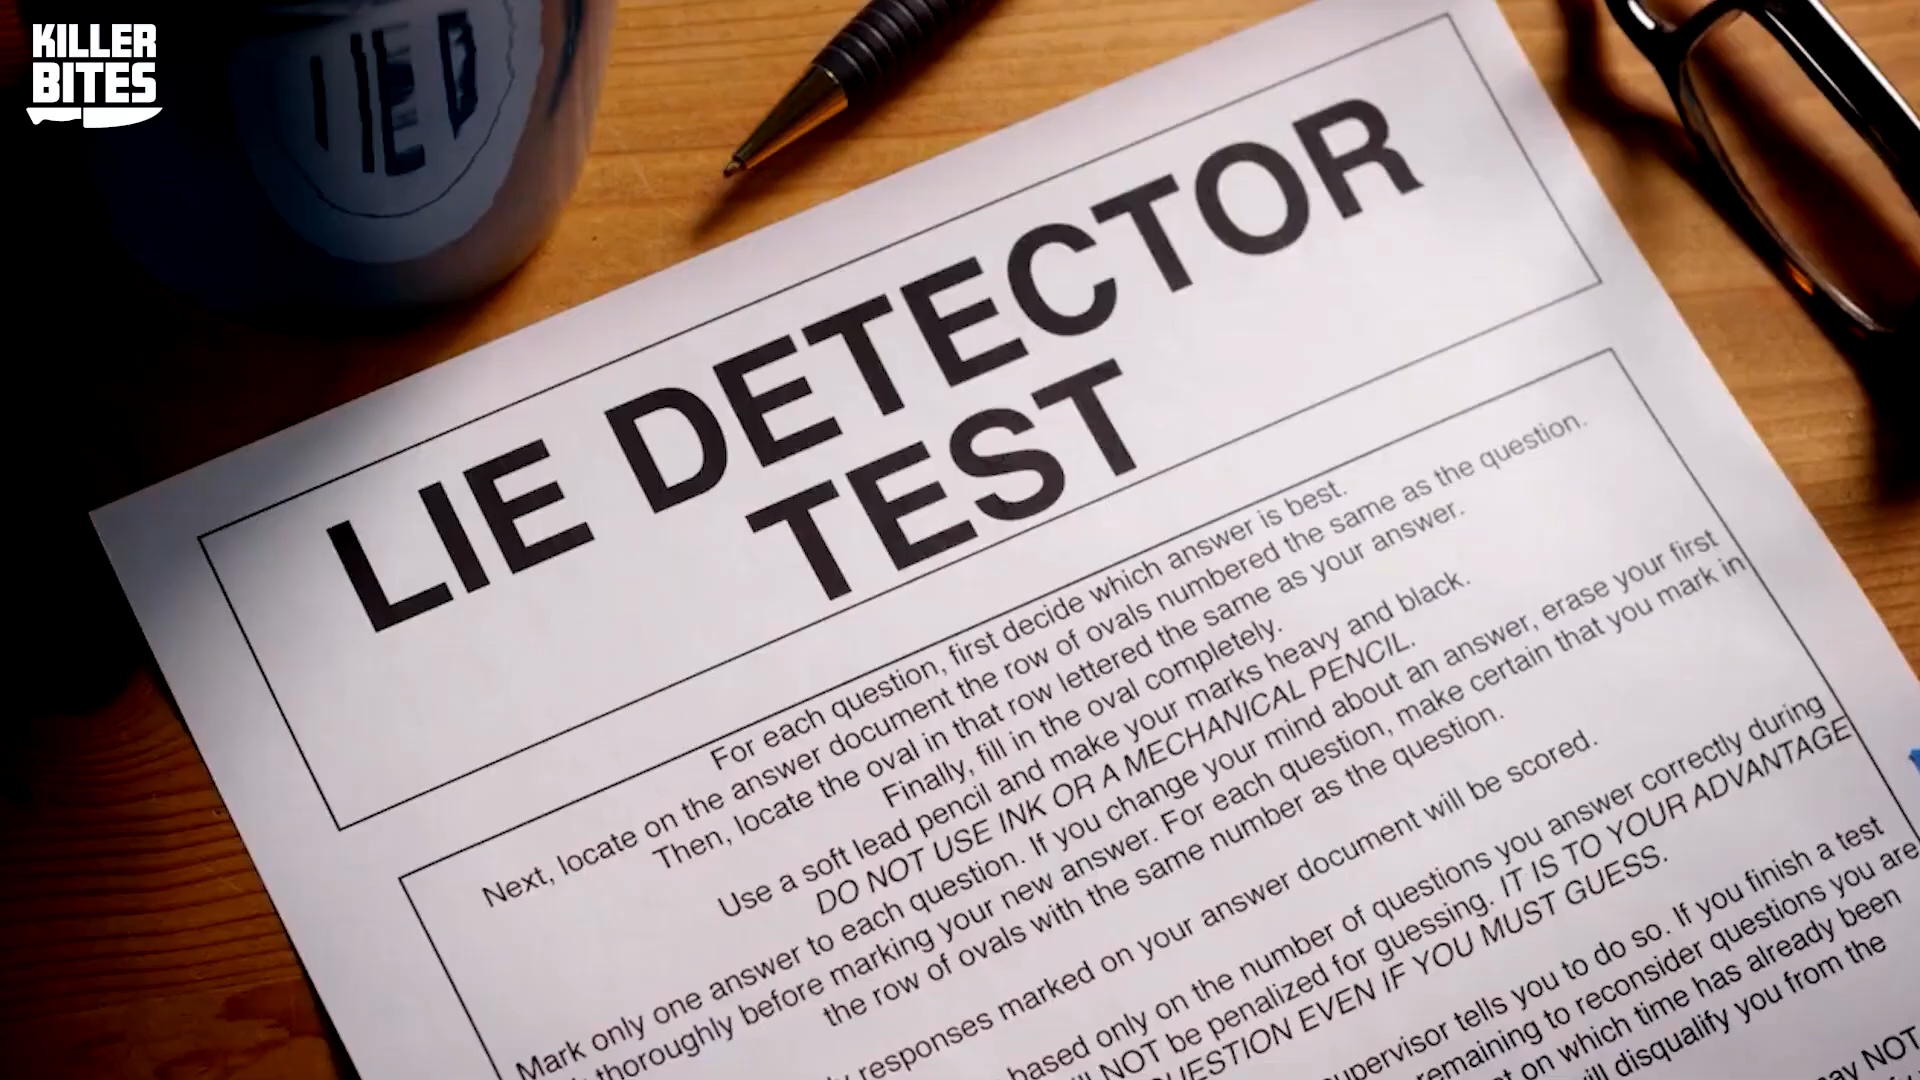 KILLER
BITES
LIE DETECTOR
TEST
For each question, first decide which answer is best.
Next, locate on the answer document the row of ovals numbered the same as the question.
Then, locate the oval in that row lettered the same as your answer.
Finally, fill in the oval completely.
Use a soft lead pencil and make your marks heavy and black.
DO NOT USE INK OR A MECHANICAL PENCIL.
Mark only one answer to each question. If you change your mind about an answer, erase your first
thoroughly before marking your new answer. For each question, make certain that you mark in
the row of ovals with the same number as the question.
responses marked on your answer document will be scored.
based only on the number of questions you answer correctly during
NOT be penalized for guessing. IT IS TO YOUR ADVANTAGE
QUESTION EVEN IF YOU MUST GUESS.
supervisor tells you to do so. If you finish a test
remaining to reconsider questions you are
on which time has already been
disqualify you from the
may NOT